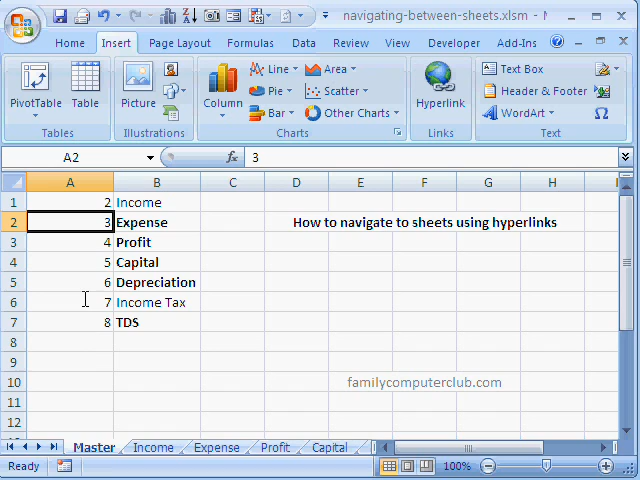 navigating-between-sheets.xlsm - M
Home Insert Page Layout Formulas Data Review View Developer Add-Ins
PivotTable Table Picture Column Line Area Pie Scatter Bar Other Charts Hyperlink Text Box Header & Footer WordArt Ω
Tables Illustrations Charts Links Text
A2 fx 3
A B C D E F G H
1 2 Income
2 3 Expense How to navigate to sheets using hyperlinks
3 4 Profit
4 5 Capital
5 6 Depreciation
6 7 Income Tax
7 8 TDS
8
9
10 familycomputerclub.com
11
12
Master Income Expense Profit Capital
Ready 100%